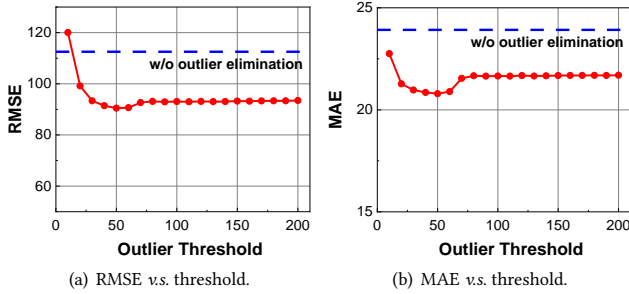 120
100
80
60
RMSE
w/o outlier elimination
0 50 100 150 200
Outlier Threshold
(a) RMSE v.s. threshold.
25
20
15
MAE
w/o outlier elimination
0 50 100 150 200
Outlier Threshold
(b) MAE v.s. threshold.